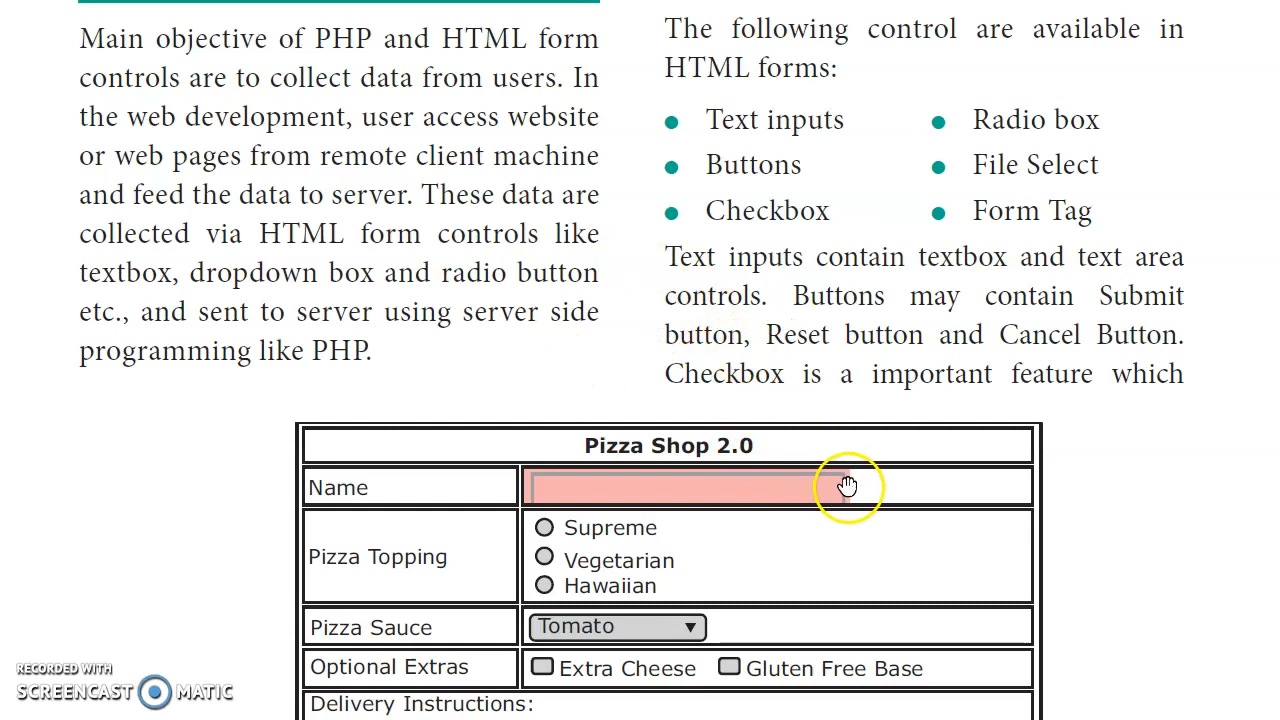 Main objective of PHP and HTML form
controls are to collect data from users. In
the web development, user access website
or web pages from remote client machine
and feed the data to server. These data are
collected via HTML form controls like
textbox, dropdown box and radio button
etc., and sent to server using server side
programming like PHP.
The following control are available in
HTML forms:
Text inputs
Radio box
Buttons
File Select
Checkbox
Form Tag
Text inputs contain textbox and text area
controls. Buttons may contain Submit
button, Reset button and Cancel Button.
Checkbox is a important feature which
Pizza Shop 2.0
Name
Pizza Topping
Supreme
Vegetarian
Hawaiian
Pizza Sauce
Tomato
Optional Extras
Extra Cheese
Gluten Free Base
Delivery Instructions:
RECORDED WITH
SCREENCAST MATIC